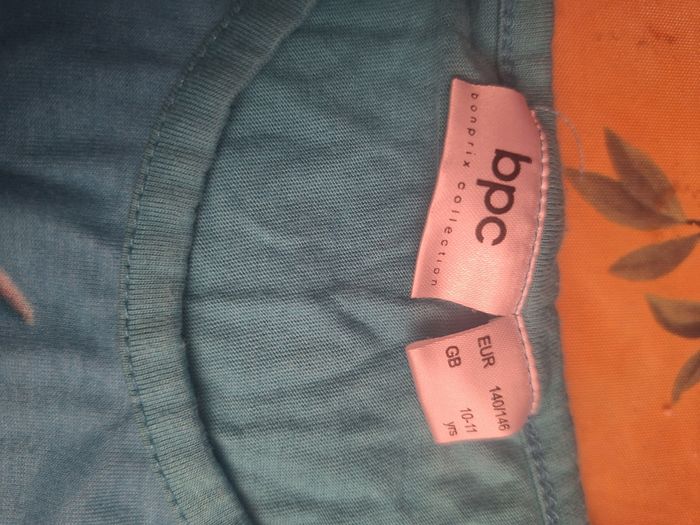 bpc
bonprix collection
EUR 140/146
GB 10-11
yrs